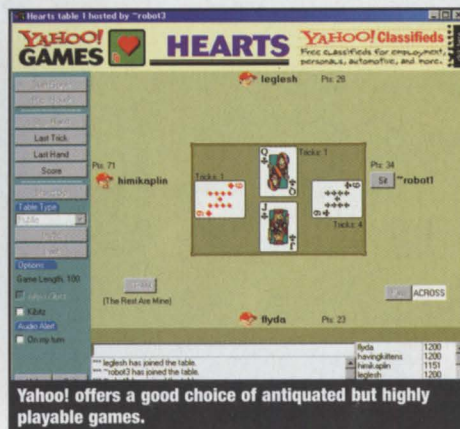 Hearts table 1 hosted by ~robot3
YAHOO!
GAMES
HEARTS
YAHOO! Classifieds
Free classifieds for employment,
personals, automotive, and more.
leglesh Pts: 28
Last Trick
Last Hand
Score
Table Type
Public
Options
Game Length: 100
Kibitz
Audio Alert
On my turn
Pts: 71
himikaplin
Tricks: 1
Tricks: 1
Q
J
Tricks: 4
Pts: 34
Sit ~robot1
(The Rest Are Mine)
ACROSS
flyda Pts: 23
*** leglesh has joined the table.
*** ~robot3 has joined the table.
flyda 1200
havingkittens 1200
himikaplin 1151
leglesh 1200
Yahoo! offers a good choice of antiquated but highly
playable games.